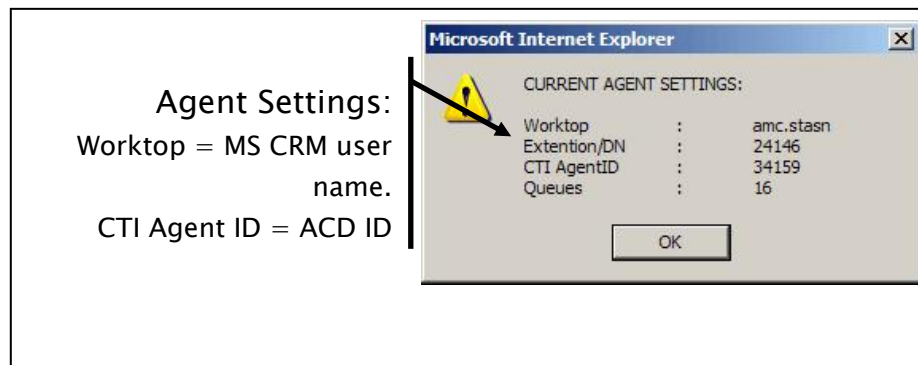 Agent Settings:
Worktop = MS CRM user
name.
CTI Agent ID = ACD ID
Microsoft Internet Explorer
CURRENT AGENT SETTINGS:
Worktop : amc.stasn
Extention/DN : 24146
CTI AgentID : 34159
Queues : 16
OK